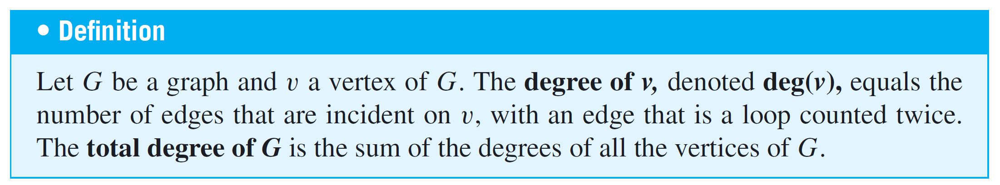 • Definition
Let G be a graph and v a vertex of G. The degree of v, denoted deg(v), equals the
number of edges that are incident on v, with an edge that is a loop counted twice.
The total degree of G is the sum of the degrees of all the vertices of G.